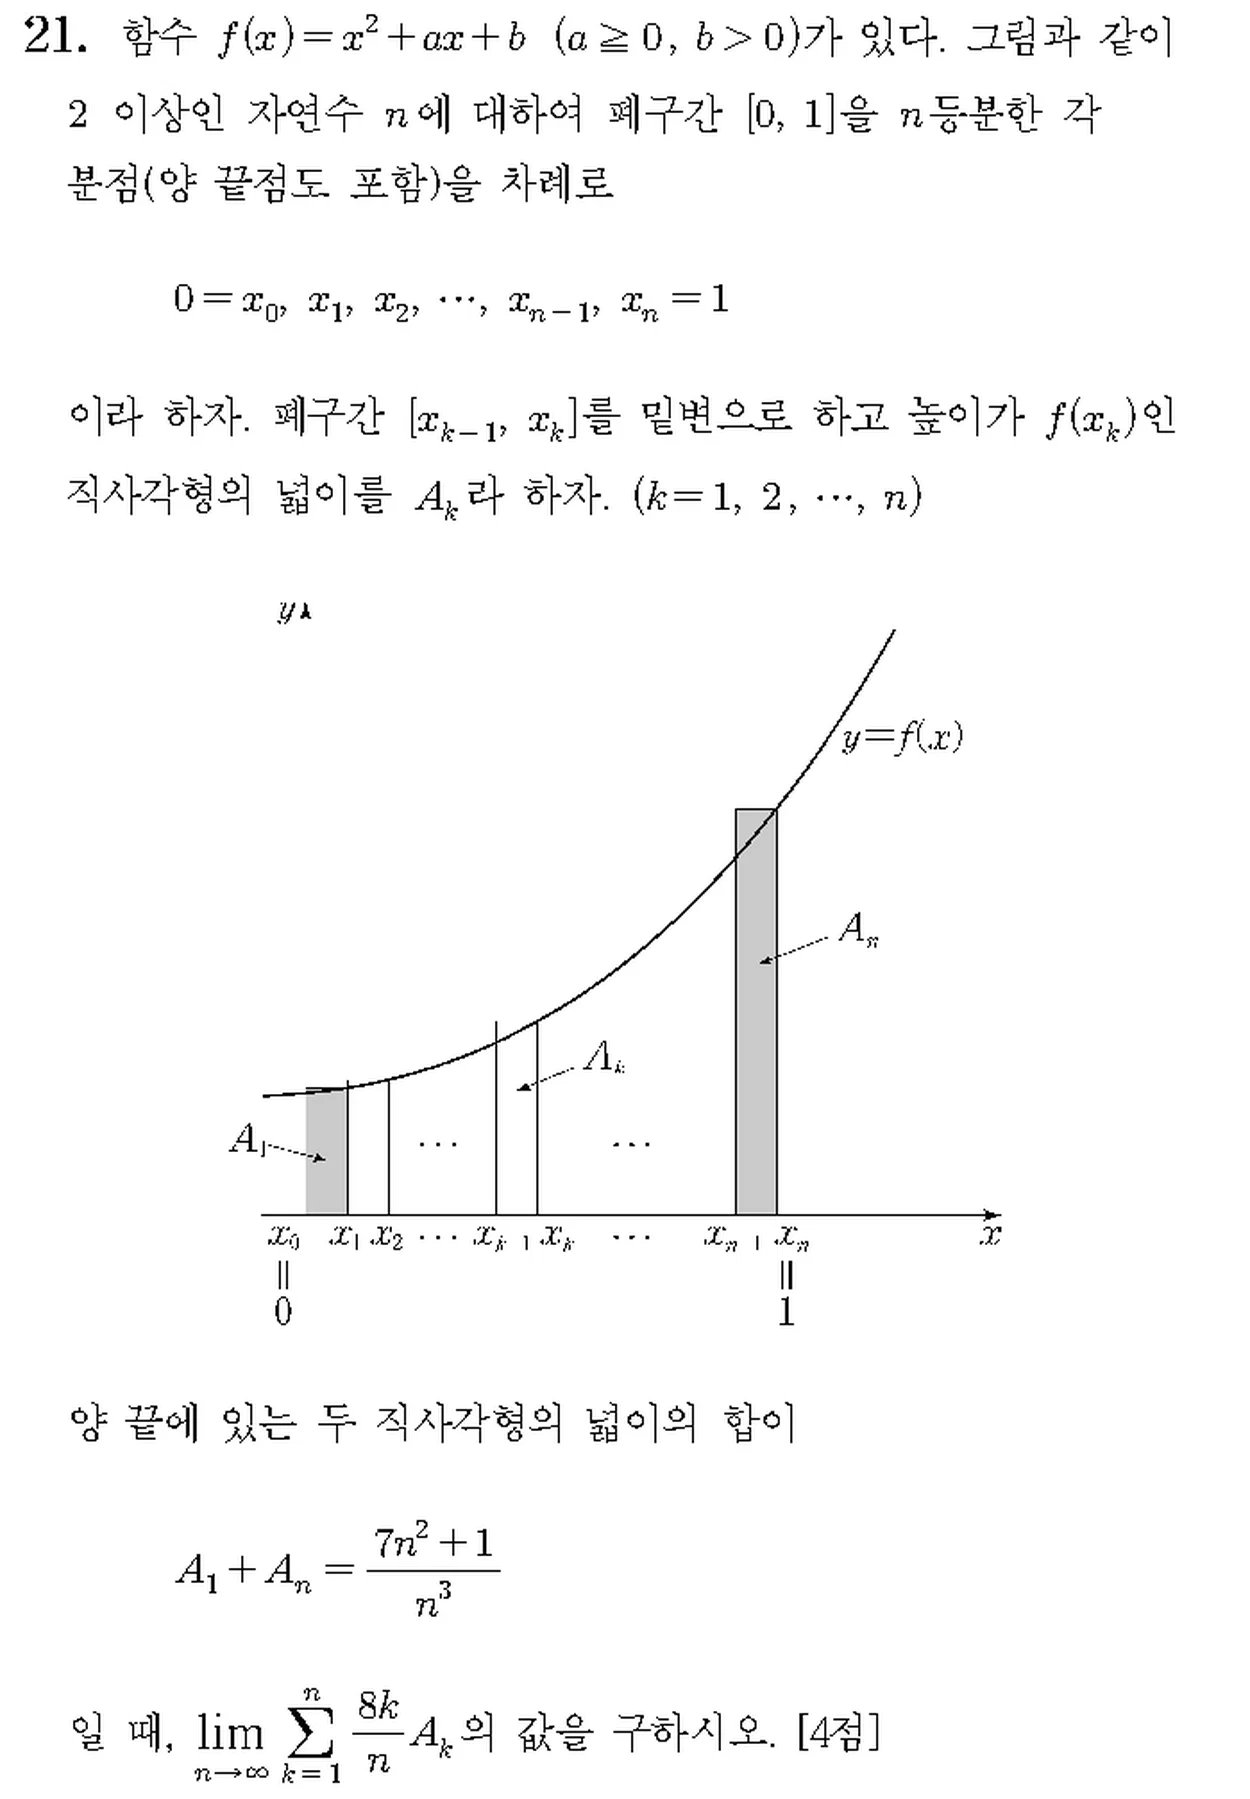 21. 함수 f(x)=x²+ax+b (a≧0, b>0)가 있다. 그림과 같이
2 이상인 자연수 n에 대하여 폐구간 [0, 1]을 n등분한 각
분점(양 끝점도 포함)을 차례로
0=x₀, x₁, x₂, ⋯, xₙ₋₁, xₙ=1
이라 하자. 폐구간 [xₖ₋₁, xₖ]를 밑변으로 하고 높이가 f(xₖ)인
직사각형의 넓이를 Aₖ라 하자. (k=1, 2, ⋯, n)
y
y=f(x)
Aₙ
Aₖ
A₁
x₀ x₁ x₂ ⋯ xₖ₋₁ xₖ ⋯ xₙ₋₁ xₙ x
|| ||
0 1
양 끝에 있는 두 직사각형의 넓이의 합이
A₁+Aₙ = (7n²+1)/n³
일 때, lim_{n→∞} ∑_{k=1}^{n} (8k/n) Aₖ의 값을 구하시오. [4점]